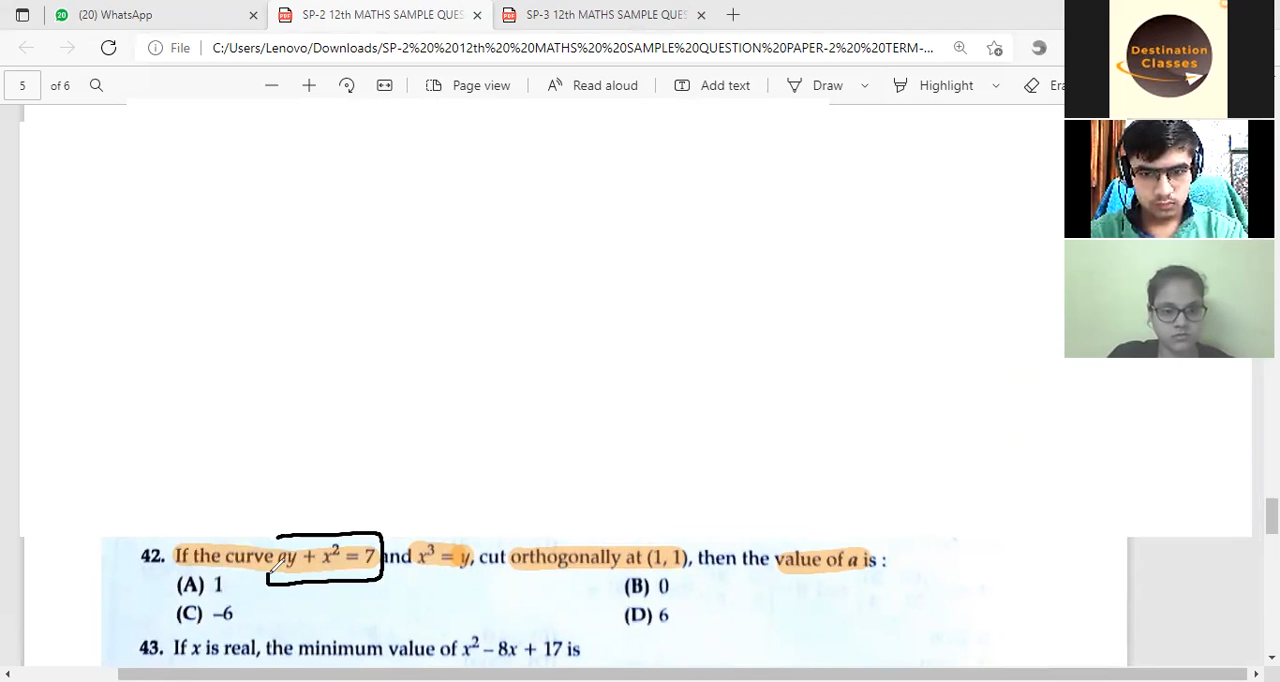 (20) WhatsApp
SP-2 12th MATHS SAMPLE QUES
SP-3 12th MATHS SAMPLE QUES
File
C:/Users/Lenovo/Downloads/SP-2%20%2012th%20%20MATHS%20%20SAMPLE%20QUESTION%20PAPER-2%20%20TERM-...
5 of 6
Page view
Read aloud
Add text
Draw
Highlight
Era
Destination
Classes
42. If the curve ay + x² = 7 and x³ = y, cut orthogonally at (1, 1), then the value of a is :
(A) 1 (B) 0
(C) –6 (D) 6
43. If x is real, the minimum value of x² – 8x + 17 is